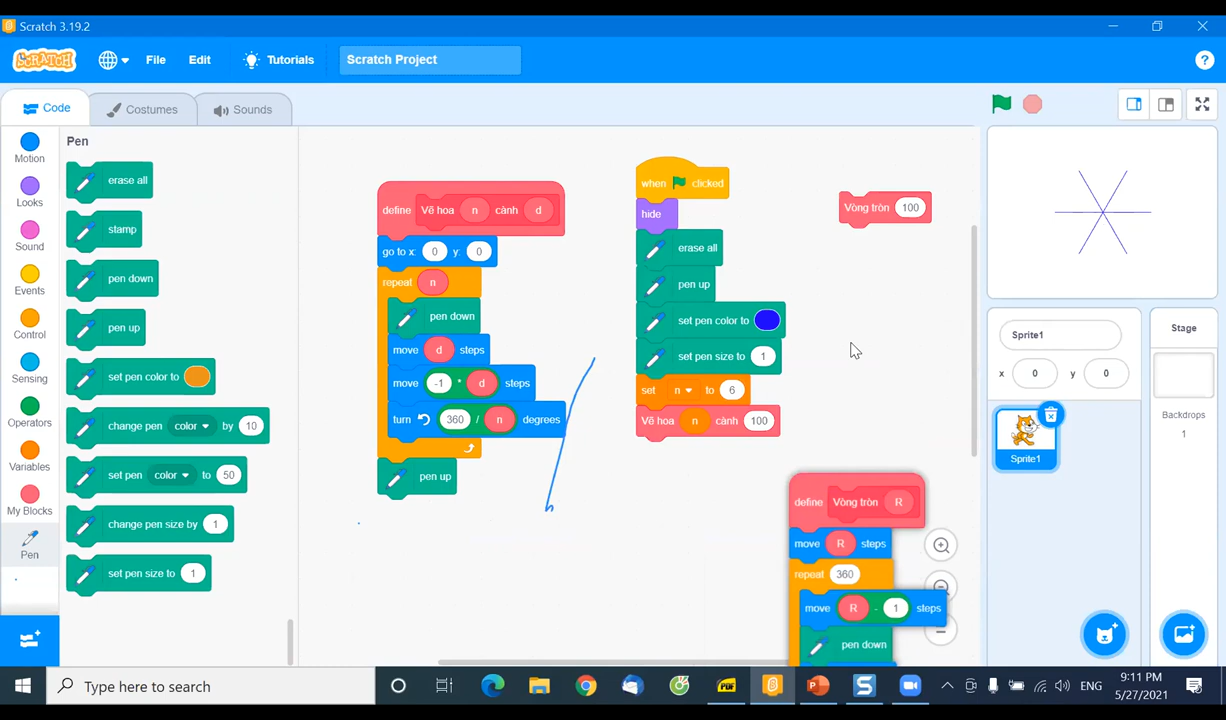 Scratch 3.19.2
SCRATCH File Edit Tutorials Scratch Project ?
Code Costumes Sounds
Motion
Looks
Sound
Events
Control
Sensing
Operators
Variables
My Blocks
Pen
Pen
erase all
stamp
pen down
pen up
set pen color to
change pen color by 10
set pen color to 50
change pen size by 1
set pen size to 1
define Vẽ hoa n cành d
go to x: 0 y: 0
repeat n
pen down
move d steps
move -1 * d steps
turn 360 / n degrees
pen up
when clicked
hide
erase all
pen up
set pen color to
set pen size to 1
set n to 6
Vẽ hoa n cành 100
Vòng tròn 100
define Vòng tròn R
move R steps
repeat 360
move R - 1 steps
pen down
Sprite1
x 0 y 0
Sprite1
Stage
Backdrops
1
Type here to search
PDF
P
S
ENG
9:11 PM
5/27/2021